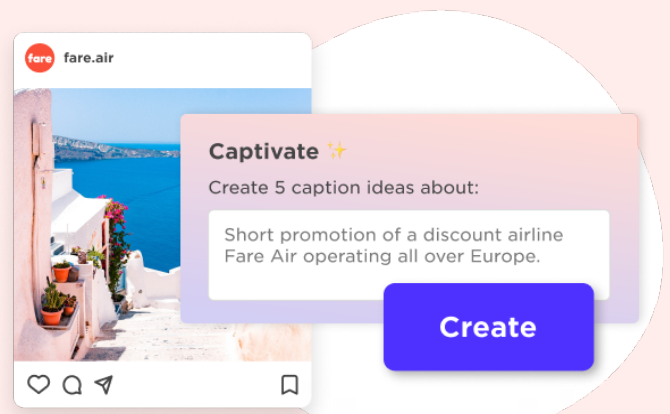 fare
fare.air
Captivate ✨
Create 5 caption ideas about:
Short promotion of a discount airline
Fare Air operating all over Europe.
Create